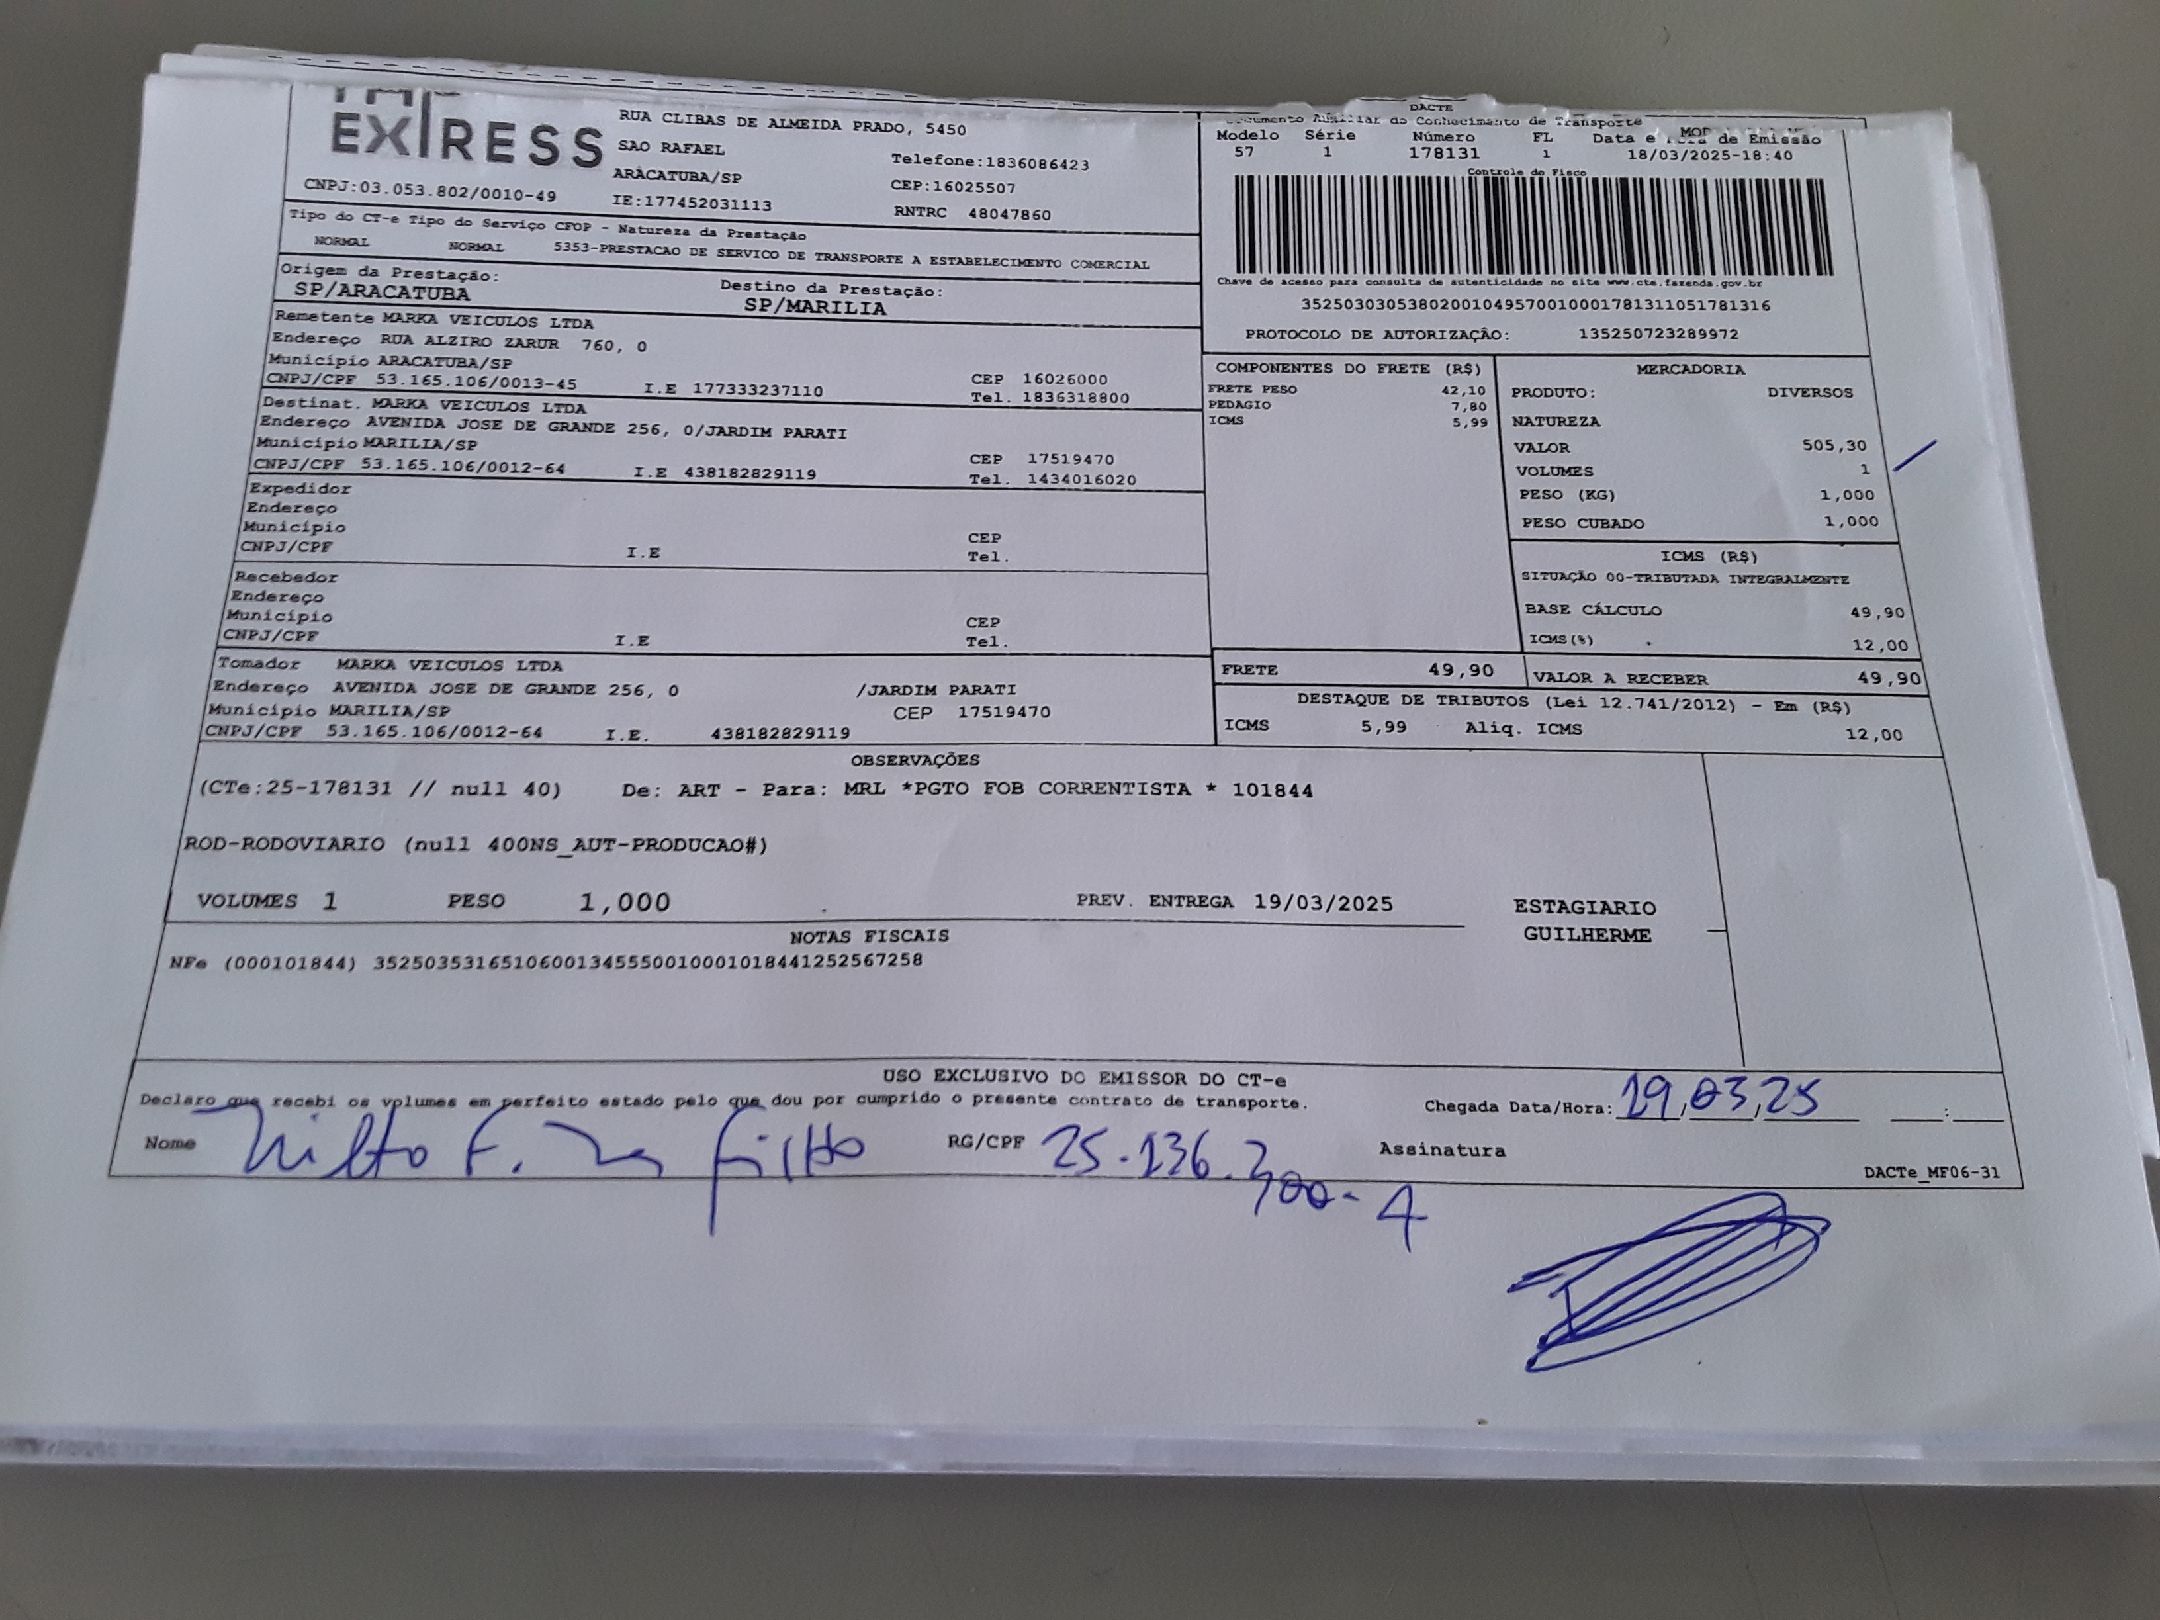 EXPRESS
RUA CLIBAS DE ALMEIDA PRADO, 5450
SAO RAFAEL
Telefone:1836086423
ARACATUBA/SP
CEP:16025507
CNPJ:03.053.802/0010-49
IE:177452031113
RNTRC 48047860
Tipo do CT-e Tipo do Serviço CFOP - Natureza da Prestação
NORMAL NORMAL 5353-PRESTACAO DE SERVICO DE TRANSPORTE A ESTABELECIMENTO COMERCIAL
Origem da Prestação:
SP/ARACATUBA
Destino da Prestação:
SP/MARILIA
Remetente MARKA VEICULOS LTDA
Endereço RUA ALZIRO ZARUR 760, 0
Município ARACATUBA/SP
CEP 16026000
CNPJ/CPF 53.165.106/0013-45 I.E 177333237110
Tel. 1836318800
Destinat. MARKA VEICULOS LTDA
Endereço AVENIDA JOSE DE GRANDE 256, 0/JARDIM PARATI
Município MARILIA/SP
CEP 17519470
CNPJ/CPF 53.165.106/0012-64 I.E 438182829119
Tel. 1434016020
Expedidor
Endereço
Município
CEP
CNPJ/CPF I.E
Tel.
Recebedor
Endereço
Município
CEP
CNPJ/CPF I.E
Tel.
Tomador MARKA VEICULOS LTDA
Endereço AVENIDA JOSE DE GRANDE 256, 0 /JARDIM PARATI
Município MARILIA/SP CEP 17519470
CNPJ/CPF 53.165.106/0012-64 I.E. 438182829119
DACTE
Documento Auxiliar do Conhecimento de Transporte
Modelo Série Número FL Data e Hora de Emissão
57 1 178131 1 18/03/2025-18:40
Controle do Fisco
Chave de acesso para consulta de autenticidade no site www.cte.fazenda.gov.br
35250303053802001049570010001781311051781316
PROTOCOLO DE AUTORIZAÇÃO: 135250723289972
COMPONENTES DO FRETE (R$)
FRETE PESO 42,10
PEDAGIO 7,80
ICMS 5,99
MERCADORIA
PRODUTO: DIVERSOS
NATUREZA
VALOR 505,30
VOLUMES 1
PESO (KG) 1,000
PESO CUBADO 1,000
ICMS (R$)
SITUAÇÃO 00-TRIBUTADA INTEGRALMENTE
BASE CÁLCULO 49,90
ICMS(%) 12,00
FRETE 49,90
VALOR A RECEBER 49,90
DESTAQUE DE TRIBUTOS (Lei 12.741/2012) - Em (R$)
ICMS 5,99 Aliq. ICMS 12,00
OBSERVAÇÕES
(CTe:25-178131 // null 40) De: ART - Para: MRL *PGTO FOB CORRENTISTA * 101844
ROD-RODOVIARIO (null 400NS_AUT-PRODUCAO#)
VOLUMES 1 PESO 1,000 PREV. ENTREGA 19/03/2025
ESTAGIARIO
GUILHERME
NOTAS FISCAIS
NFe (000101844) 35250353165106001345550010001018441252567258
USO EXCLUSIVO DO EMISSOR DO CT-e
Declaro que recebi os volumes em perfeito estado pelo que dou por cumprido o presente contrato de transporte.
Chegada Data/Hora: 19/03/25 :
Nome Nilto F. Filho RG/CPF 25.136.300-4 Assinatura
DACTe_MF06-31